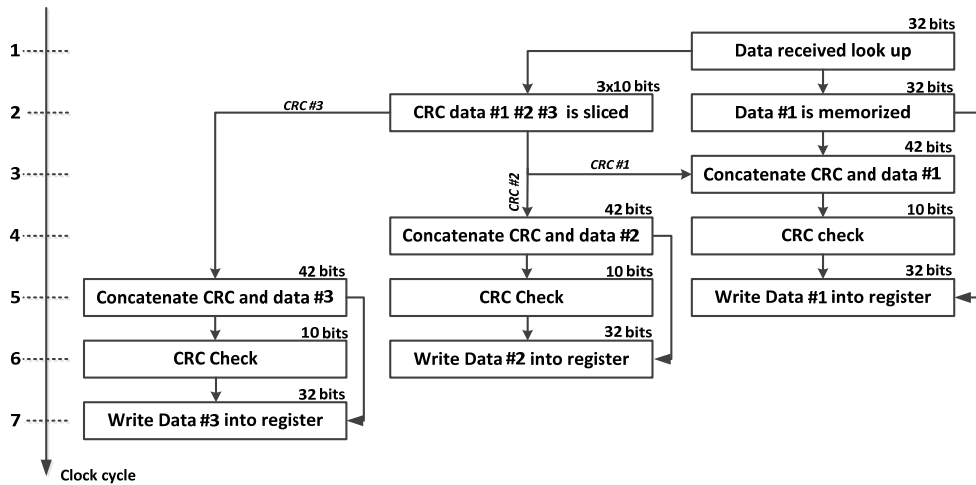 32 bits
1
Data received look up
3x10 bits
32 bits
2
CRC #3
CRC data #1 #2 #3 is sliced
Data #1 is memorized
42 bits
3
CRC #2
CRC #1
Concatenate CRC and data #1
42 bits
10 bits
4
Concatenate CRC and data #2
CRC check
42 bits
10 bits
32 bits
5
Concatenate CRC and data #3
CRC Check
Write Data #1 into register
10 bits
32 bits
6
CRC Check
Write Data #2 into register
32 bits
7
Write Data #3 into register
Clock cycle